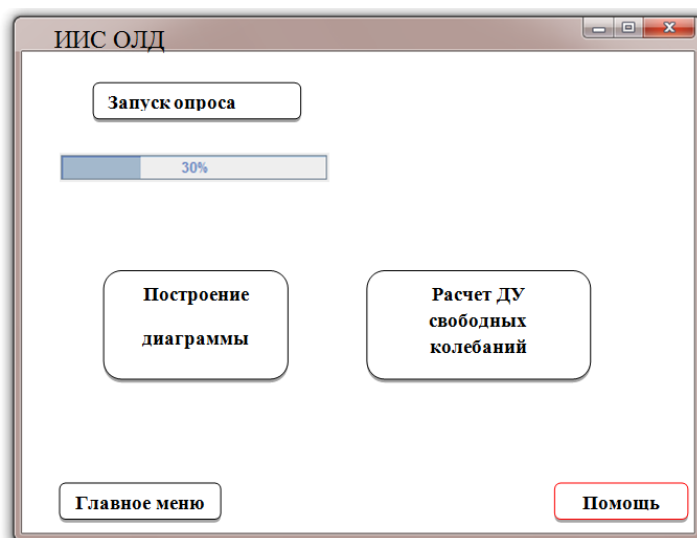 ИИС ОЛД
Запуск опроса
30%
Построение
диаграммы
Расчет ДУ
свободных
колебаний
Главное меню
Помощь